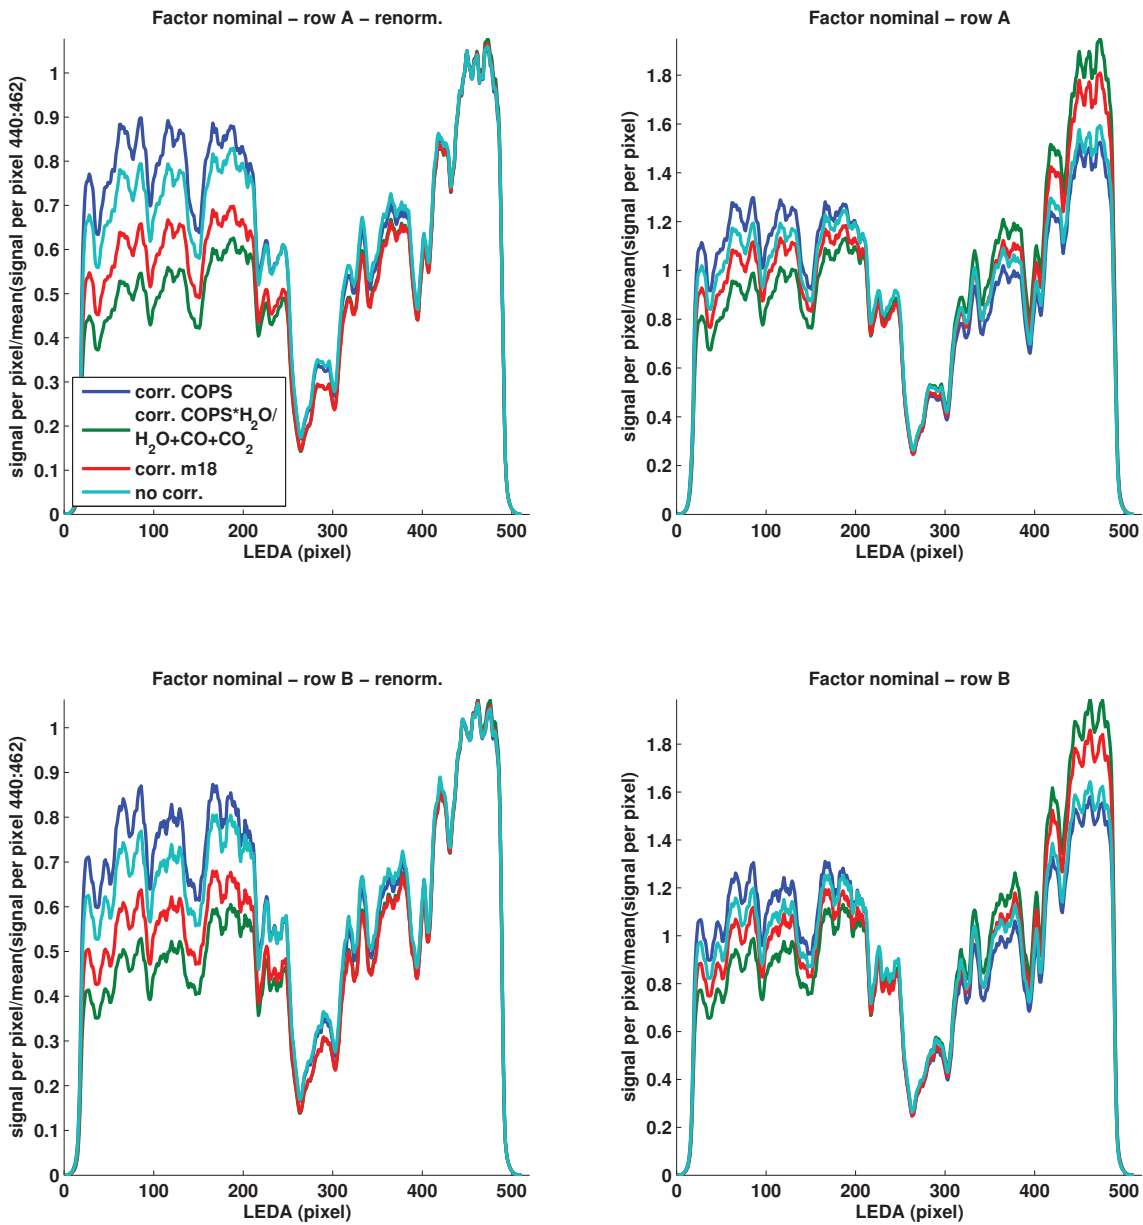 Factor nominal – row A – renorm.
signal per pixel/mean(signal per pixel 440:462)
1
0.9
0.8
0.7
0.6
0.5
0.4
0.3
0.2
0.1
0
corr. COPS
corr. COPS*H2O/
H2O+CO+CO2
corr. m18
no corr.
0 100 200 300 400 500
LEDA (pixel)
Factor nominal – row A
signal per pixel/mean(signal per pixel)
1.8
1.6
1.4
1.2
1
0.8
0.6
0.4
0.2
0
0 100 200 300 400 500
LEDA (pixel)
Factor nominal – row B – renorm.
signal per pixel/mean(signal per pixel 440:462)
1
0.9
0.8
0.7
0.6
0.5
0.4
0.3
0.2
0.1
0
0 100 200 300 400 500
LEDA (pixel)
Factor nominal – row B
signal per pixel/mean(signal per pixel)
1.8
1.6
1.4
1.2
1
0.8
0.6
0.4
0.2
0
0 100 200 300 400 500
LEDA (pixel)